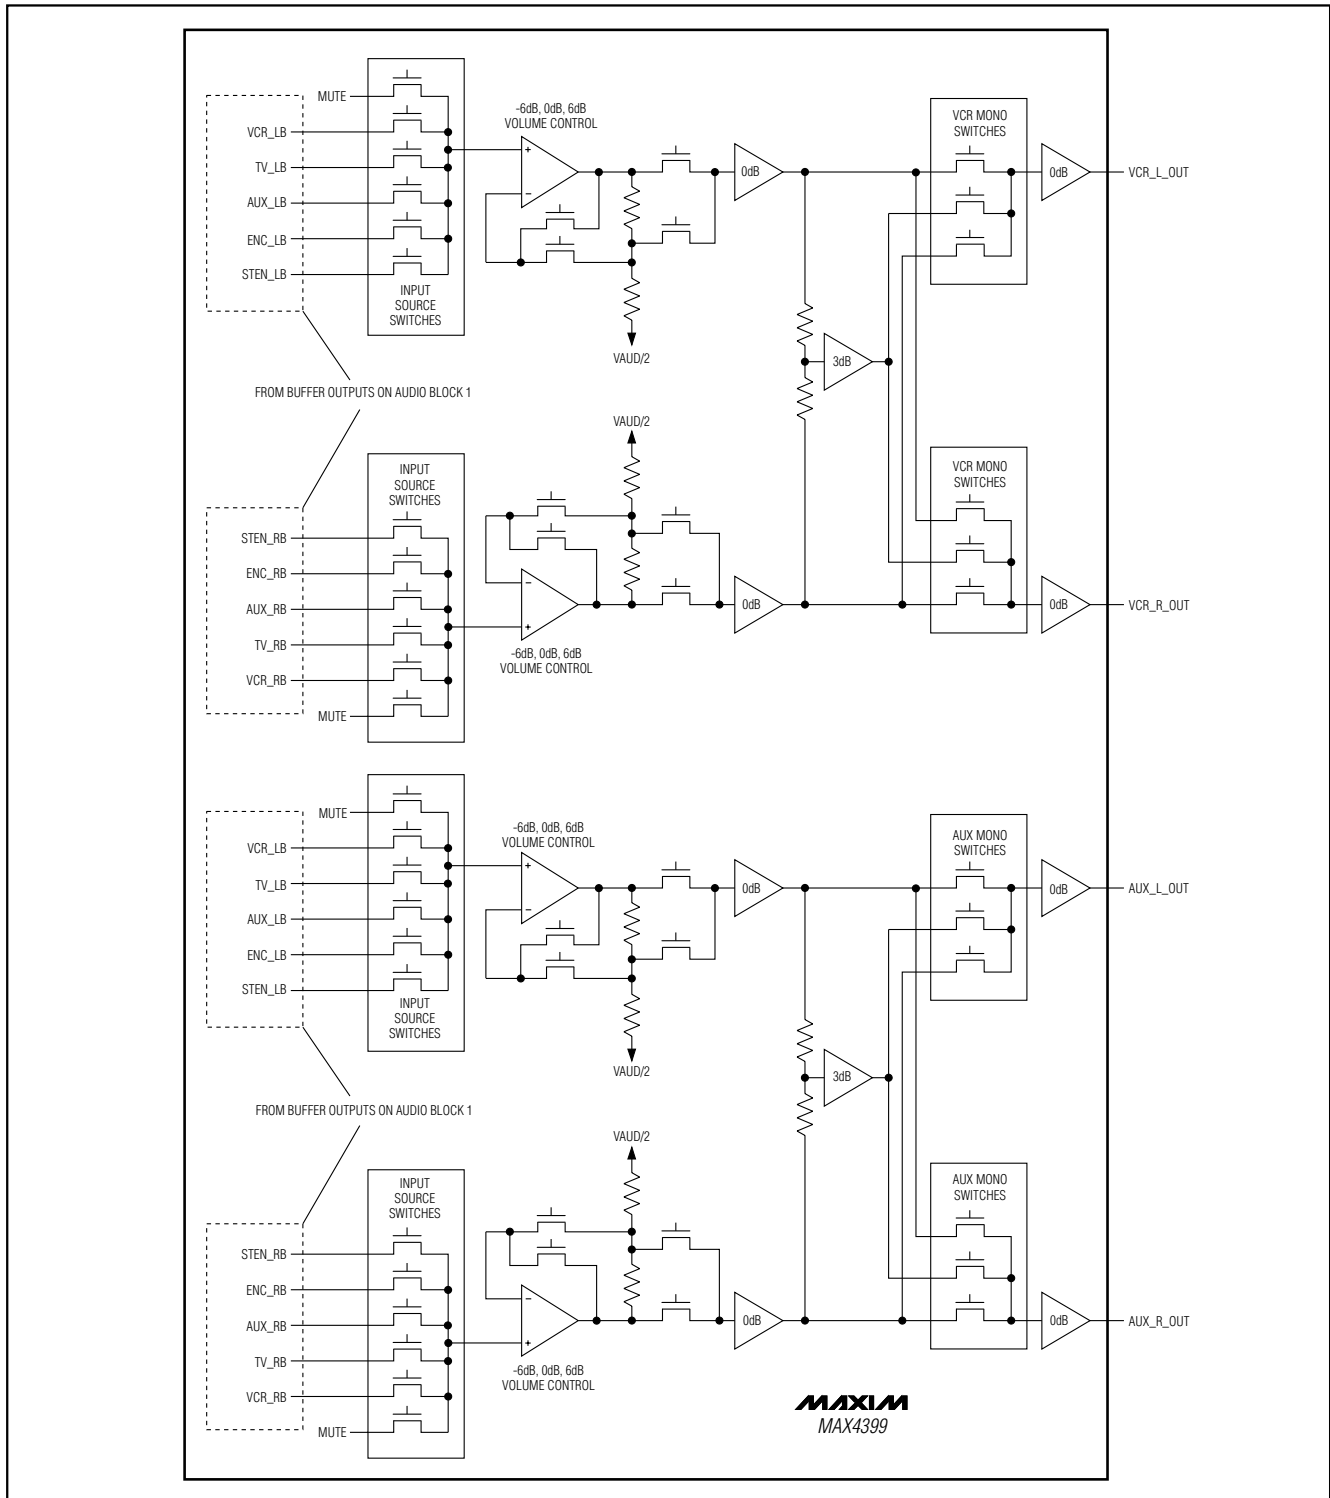 MUTE
VCR_LB
TV_LB
AUX_LB
ENC_LB
STEN_LB
INPUT
SOURCE
SWITCHES
-6dB, 0dB, 6dB
VOLUME CONTROL
+
−
VAUD/2
0dB
3dB
VCR MONO
SWITCHES
0dB
VCR_L_OUT
FROM BUFFER OUTPUTS ON AUDIO BLOCK 1
INPUT
SOURCE
SWITCHES
STEN_RB
ENC_RB
AUX_RB
TV_RB
VCR_RB
MUTE
VAUD/2
−
+
-6dB, 0dB, 6dB
VOLUME CONTROL
0dB
VCR MONO
SWITCHES
0dB
VCR_R_OUT
MUTE
VCR_LB
TV_LB
AUX_LB
ENC_LB
STEN_LB
INPUT
SOURCE
SWITCHES
-6dB, 0dB, 6dB
VOLUME CONTROL
+
−
VAUD/2
0dB
3dB
AUX MONO
SWITCHES
0dB
AUX_L_OUT
FROM BUFFER OUTPUTS ON AUDIO BLOCK 1
INPUT
SOURCE
SWITCHES
STEN_RB
ENC_RB
AUX_RB
TV_RB
VCR_RB
MUTE
VAUD/2
−
+
-6dB, 0dB, 6dB
VOLUME CONTROL
0dB
AUX MONO
SWITCHES
0dB
AUX_R_OUT
MAXIM
MAX4399